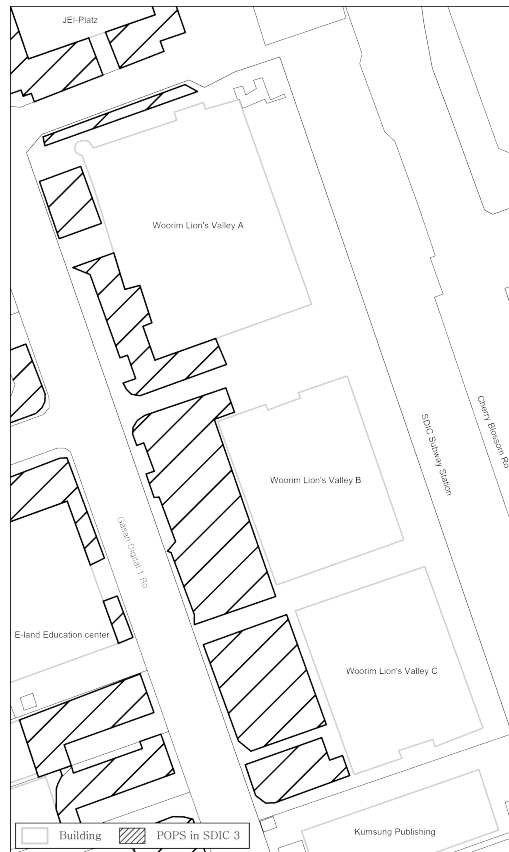 JEI-Platz
Woorim Lion's Valley A
Cherry Blossom Ro
SDIC Subway Station
Woorim Lion's Valley B
Gasan Digital 1 Ro
E-land Education center
Woorim Lion's Valley C
Kumsung Publishing
Building
POPS in SDIC 3